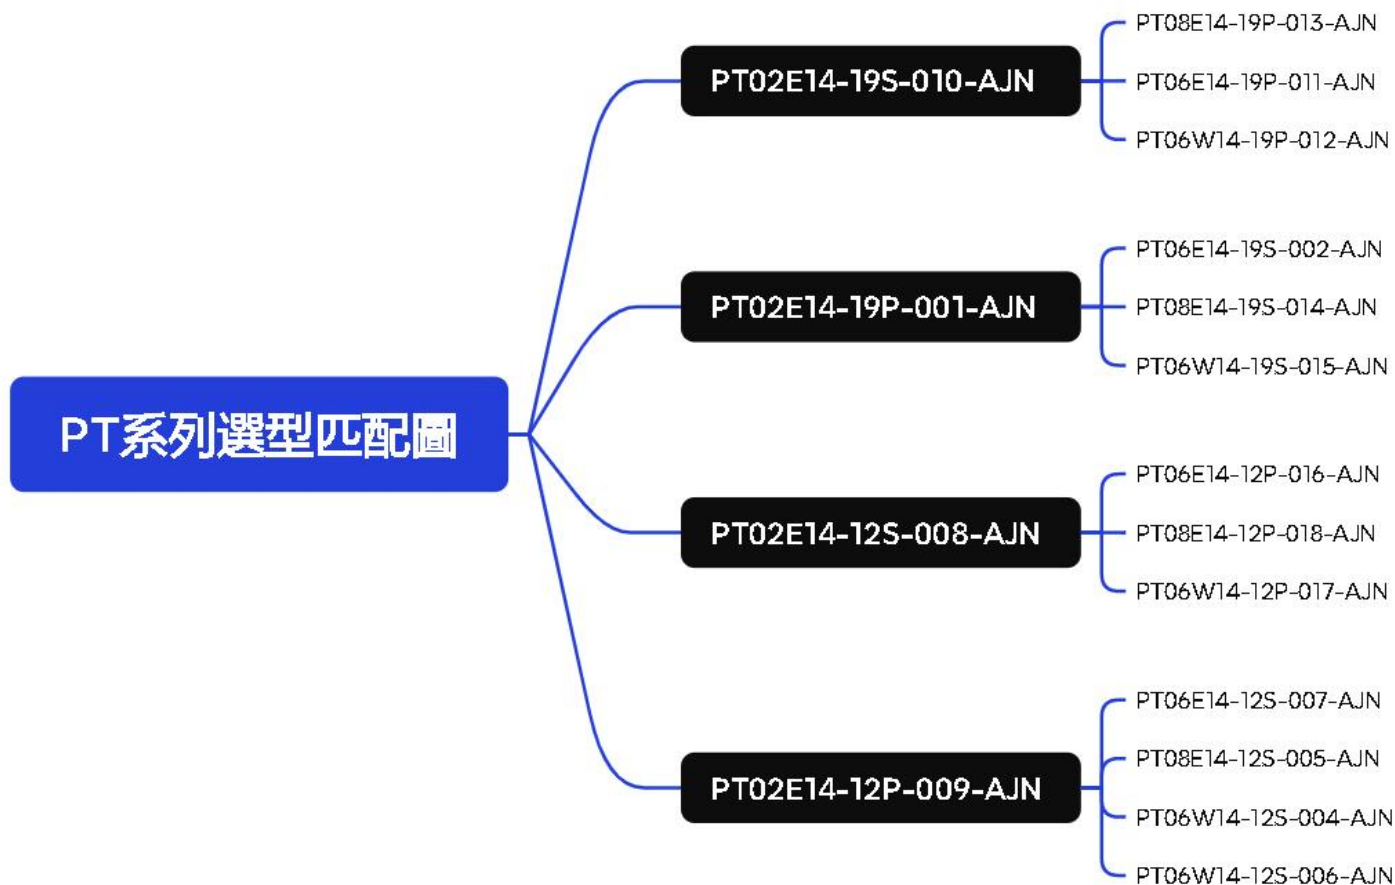 PT系列選型匹配圖
PT02E14-19S-010-AJN
PT08E14-19P-013-AJN
PT06E14-19P-011-AJN
PT06W14-19P-012-AJN
PT02E14-19P-001-AJN
PT06E14-19S-002-AJN
PT08E14-19S-014-AJN
PT06W14-19S-015-AJN
PT02E14-12S-008-AJN
PT06E14-12P-016-AJN
PT08E14-12P-018-AJN
PT06W14-12P-017-AJN
PT02E14-12P-009-AJN
PT06E14-12S-007-AJN
PT08E14-12S-005-AJN
PT06W14-12S-004-AJN
PT06W14-12S-006-AJN